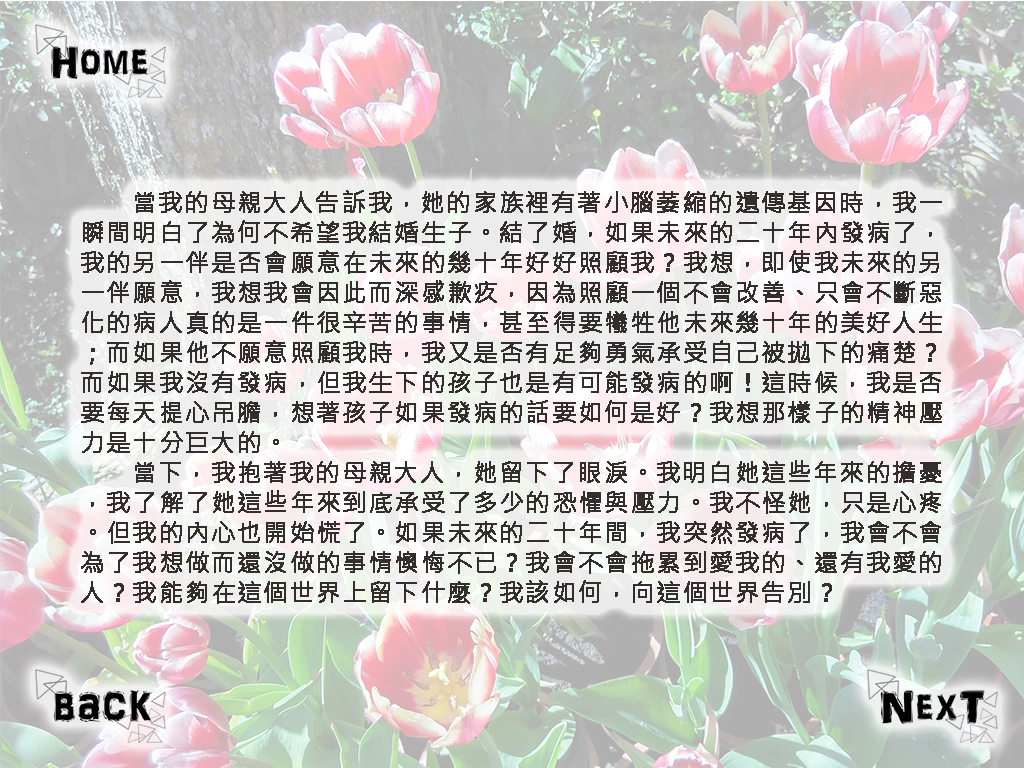 HOME
當我的母親大人告訴我，她的家族裡有著小腦萎縮的遺傳基因時，我一
瞬間明白了為何不希望我結婚生子。結了婚，如果未來的二十年內發病了，
我的另一伴是否會願意在未來的幾十年好好照顧我？我想，即使我未來的另
一伴願意，我想我會因此而深感歉疚，因為照顧一個不會改善、只會不斷惡
化的病人真的是一件很辛苦的事情，甚至得要犧牲他未來幾十年的美好人生
；而如果他不願意照顧我時，我又是否有足夠勇氣承受自己被拋下的痛楚？
而如果我沒有發病，但我生下的孩子也是有可能發病的啊！這時候，我是否
要每天提心吊膽，想著孩子如果發病的話要如何是好？我想那樣子的精神壓
力是十分巨大的。
當下，我抱著我的母親大人，她留下了眼淚。我明白她這些年來的擔憂
，我了解了她這些年來到底承受了多少的恐懼與壓力。我不怪她，只是心疼
。但我的內心也開始慌了。如果未來的二十年間，我突然發病了，我會不會
為了我想做而還沒做的事情懊悔不已？我會不會拖累到愛我的、還有我愛的
人？我能夠在這個世界上留下什麼？我該如何，向這個世界告別？
BACK
NEXT